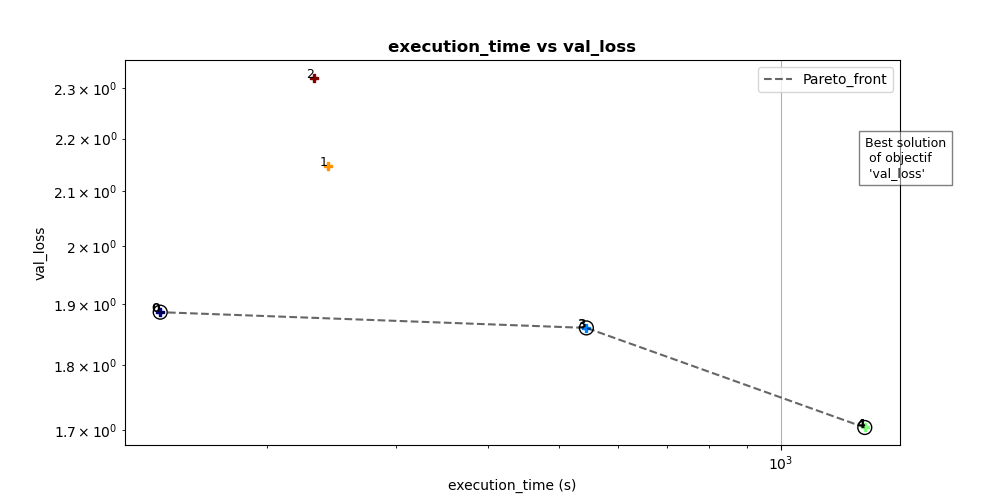 execution_time vs val_loss
Pareto_front
Best solution
of objectif
'val_loss'
2.3 × 10⁰
2.2 × 10⁰
2.1 × 10⁰
2 × 10⁰
1.9 × 10⁰
1.8 × 10⁰
1.7 × 10⁰
val_loss
2
1
0
3
4
10³
execution_time (s)